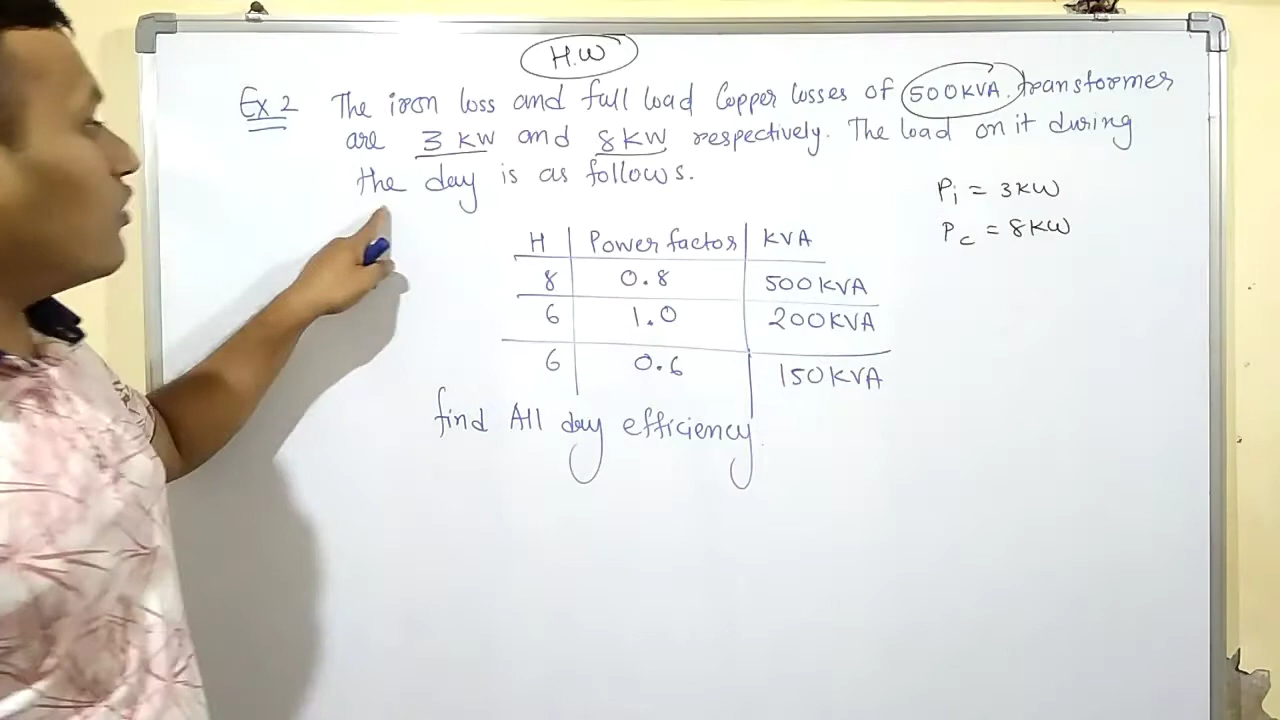 H.W
Ex 2 The iron loss and full load Copper losses of 500KVA. transformer
are 3 KW and 8KW respectively. The load on it during
the day is as follows.
Pi = 3KW
Pc = 8KW
H Power factor KVA
8 0.8 500KVA
6 1.0 200KVA
6 0.6 150KVA
find All day efficiency.